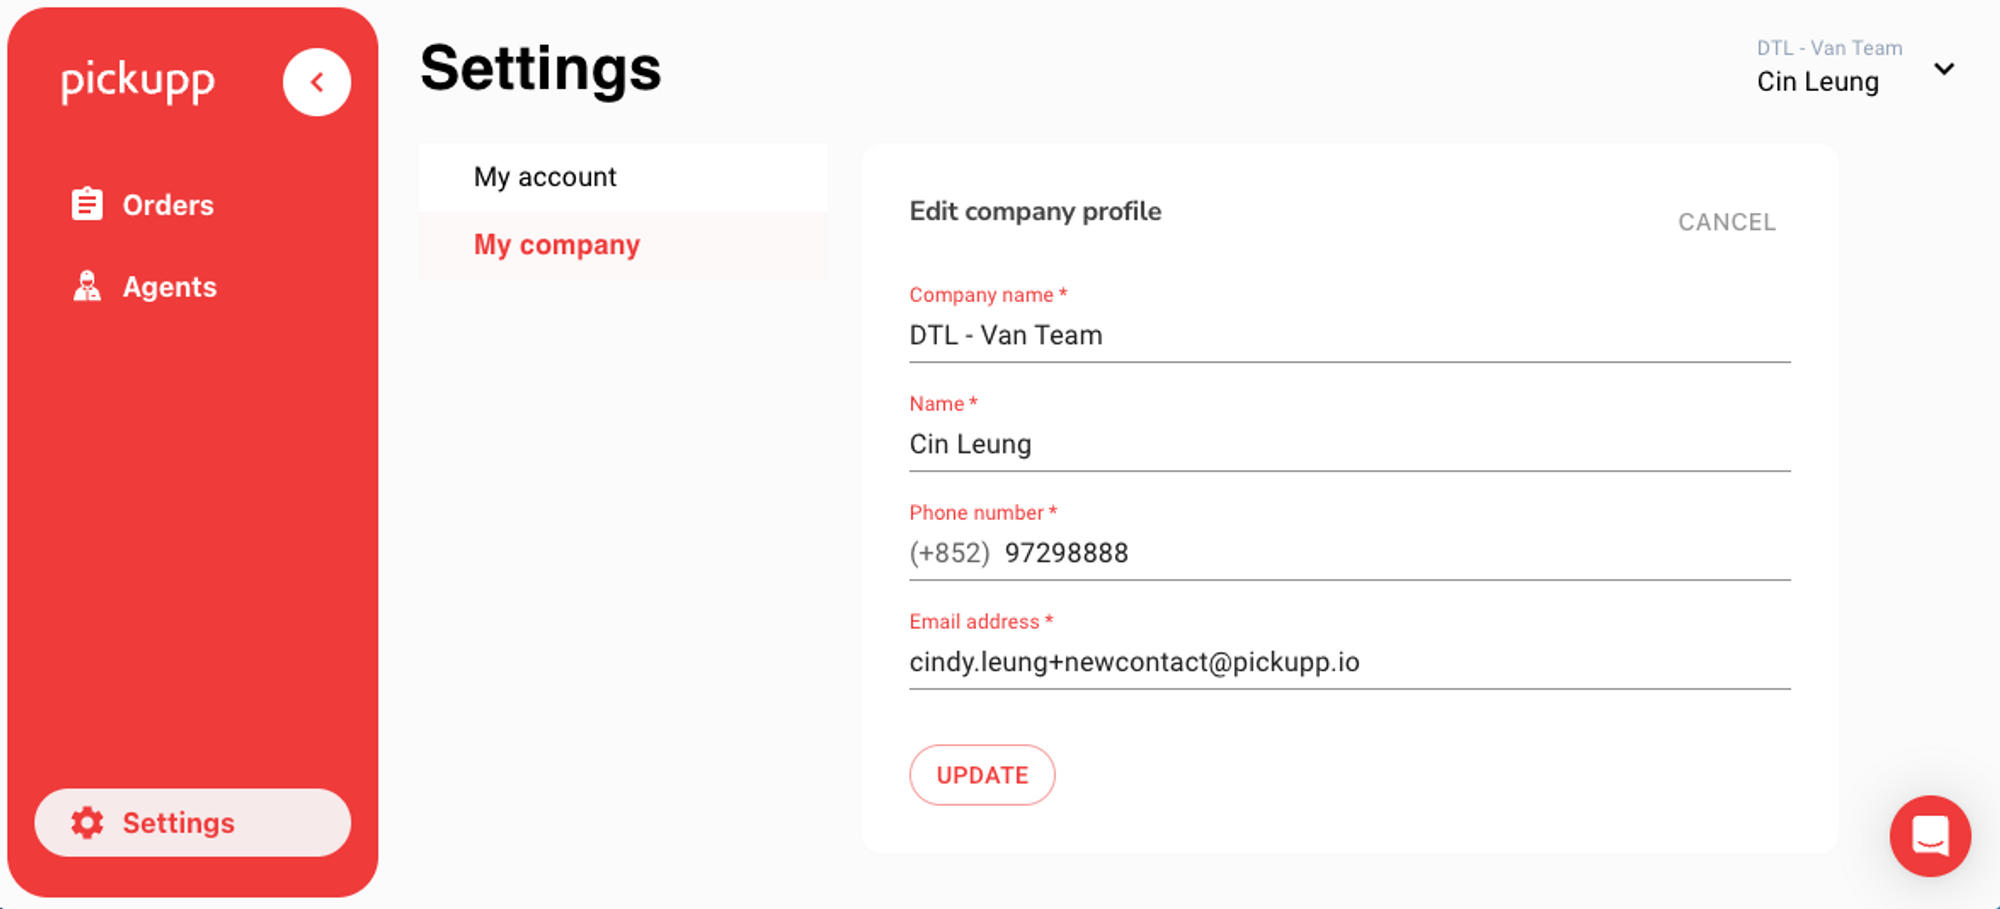 pickupp
Orders
Agents
Settings
Settings
DTL - Van Team
Cin Leung
My account
My company
Edit company profile
CANCEL
Company name *
DTL - Van Team
Name *
Cin Leung
Phone number *
(+852) 97298888
Email address *
cindy.leung+newcontact@pickupp.io
UPDATE